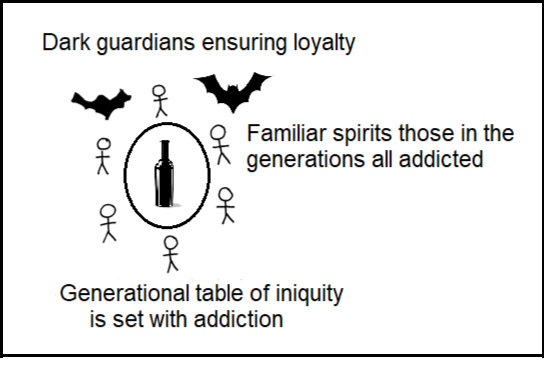 Dark guardians ensuring loyalty
Familiar spirits those in the
generations all addicted
Generational table of iniquity
is set with addiction